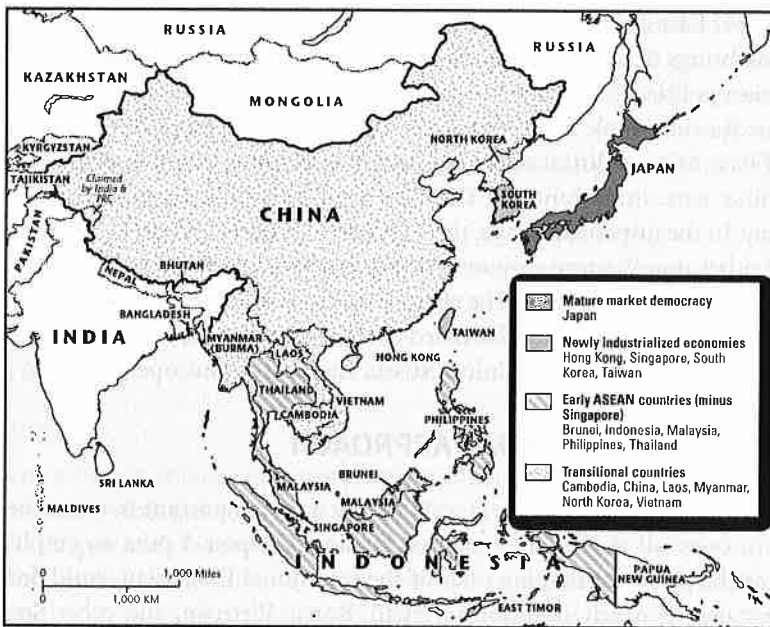 RUSSIA
RUSSIA
KAZAKHSTAN
MONGOLIA
KYRGYZSTAN
TAJIKISTAN
Claimed
by India &
PRC
NORTH KOREA
SOUTH
KOREA
JAPAN
CHINA
PAKISTAN
NEPAL
BHUTAN
BANGLADESH
INDIA
MYANMAR
(BURMA)
LAOS
TAIWAN
HONG KONG
THAILAND
VIETNAM
CAMBODIA
PHILIPPINES
SRI LANKA
MALDIVES
BRUNEI
MALAYSIA
MALAYSIA
SINGAPORE
INDONESIA
PAPUA
NEW GUINEA
EAST TIMOR
0
1,000 Miles
0
1,000 KM
Mature market democracy
Japan
Newly Industrialized economies
Hong Kong, Singapore, South
Korea, Taiwan
Early ASEAN countries (minus
Singapore)
Brunei, Indonesia, Malaysia,
Philippines, Thailand
Transitional countries
Cambodia, China, Laos, Myanmar,
North Korea, Vietnam